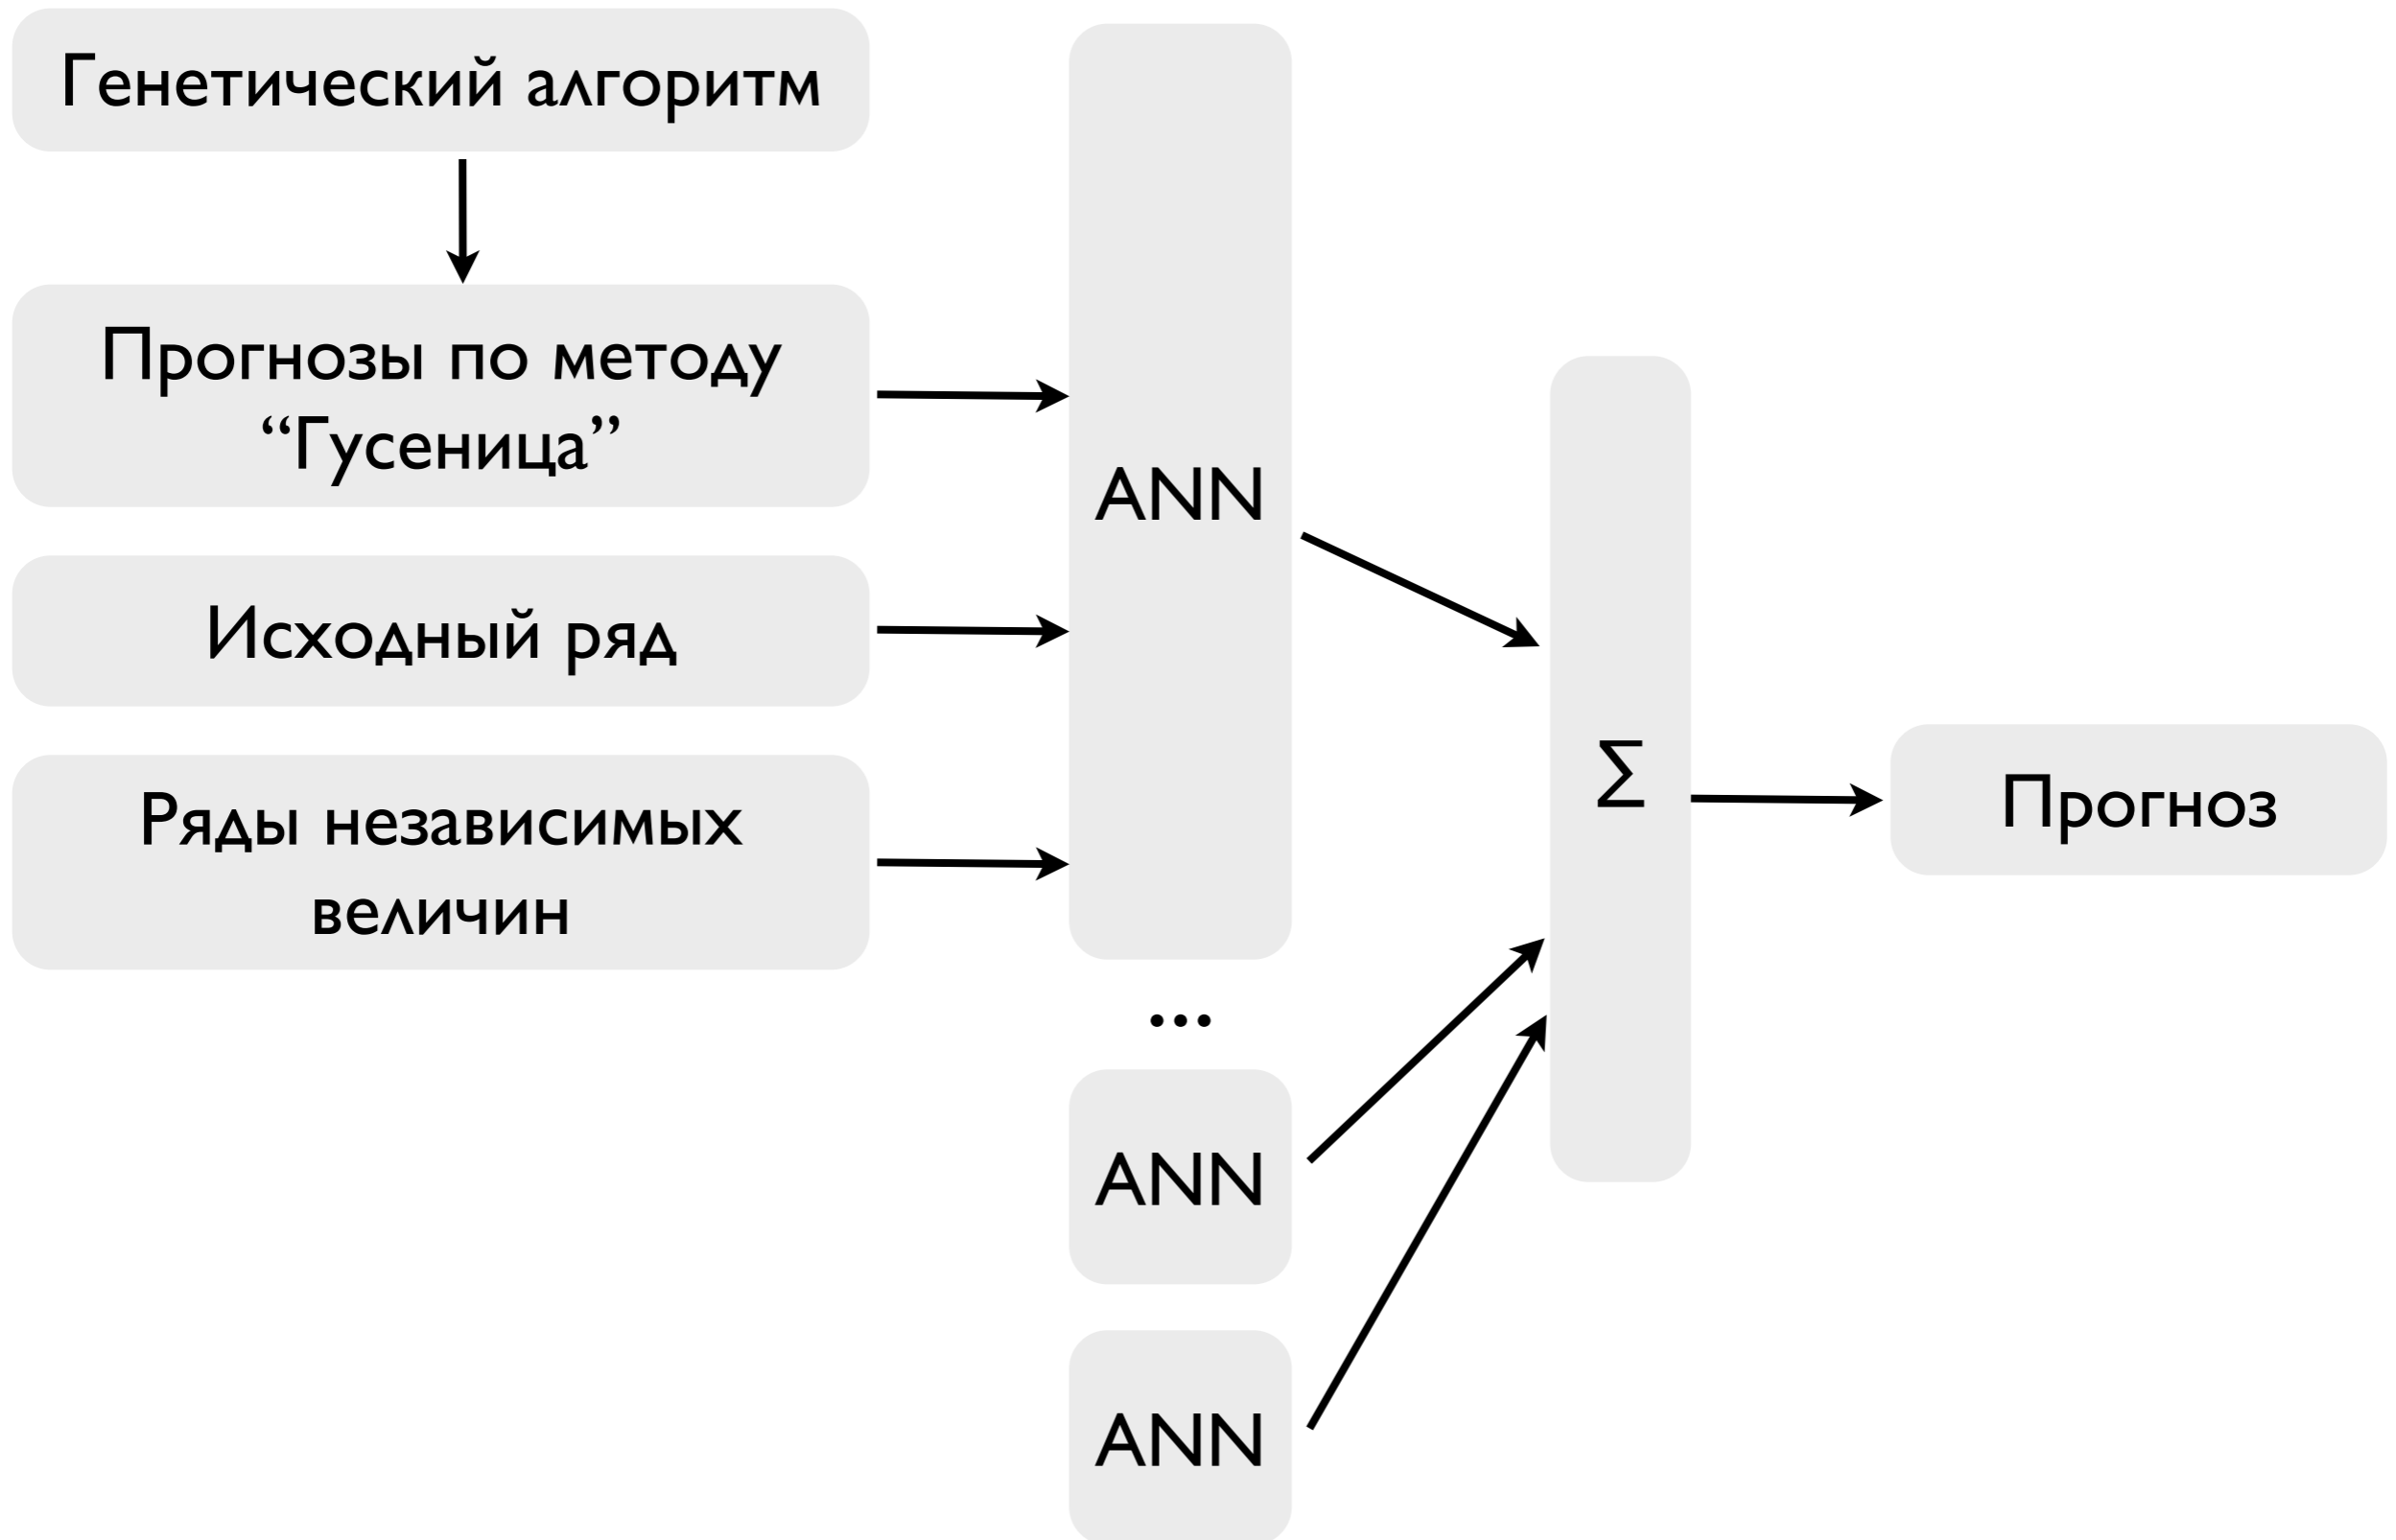 Генетический алгоритм
Прогнозы по методу
“Гусеница”
Исходный ряд
Ряды независимых
величин
ANN
...
ANN
ANN
∑
Прогноз